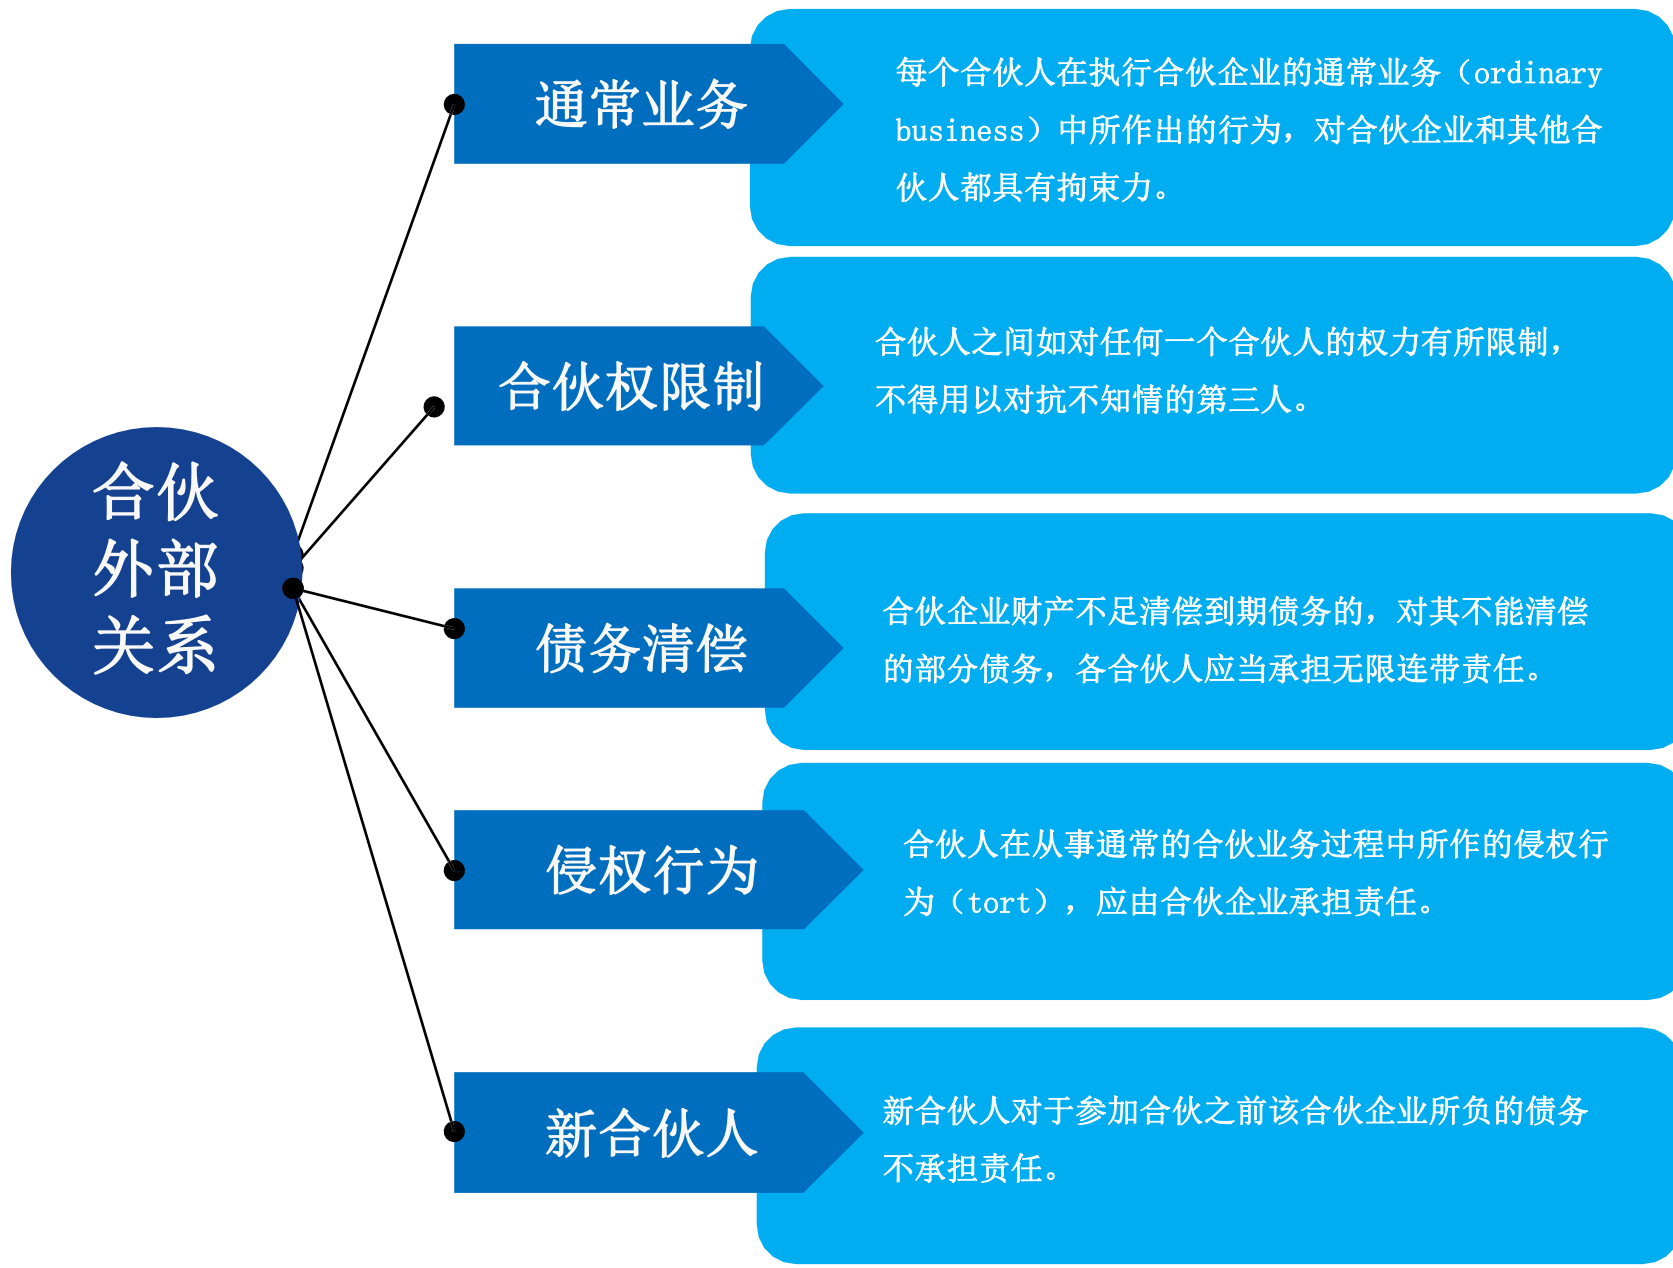 合伙
外部
关系
通常业务
每个合伙人在执行合伙企业的通常业务（ordinary
business）中所作出的行为，对合伙企业和其他合
伙人都具有拘束力。
合伙权限制
合伙人之间如对任何一个合伙人的权力有所限制，
不得用以对抗不知情的第三人。
债务清偿
合伙企业财产不足清偿到期债务的，对其不能清偿
的部分债务，各合伙人应当承担无限连带责任。
侵权行为
合伙人在从事通常的合伙业务过程中所作的侵权行
为（tort），应由合伙企业承担责任。
新合伙人
新合伙人对于参加合伙之前该合伙企业所负的债务
不承担责任。